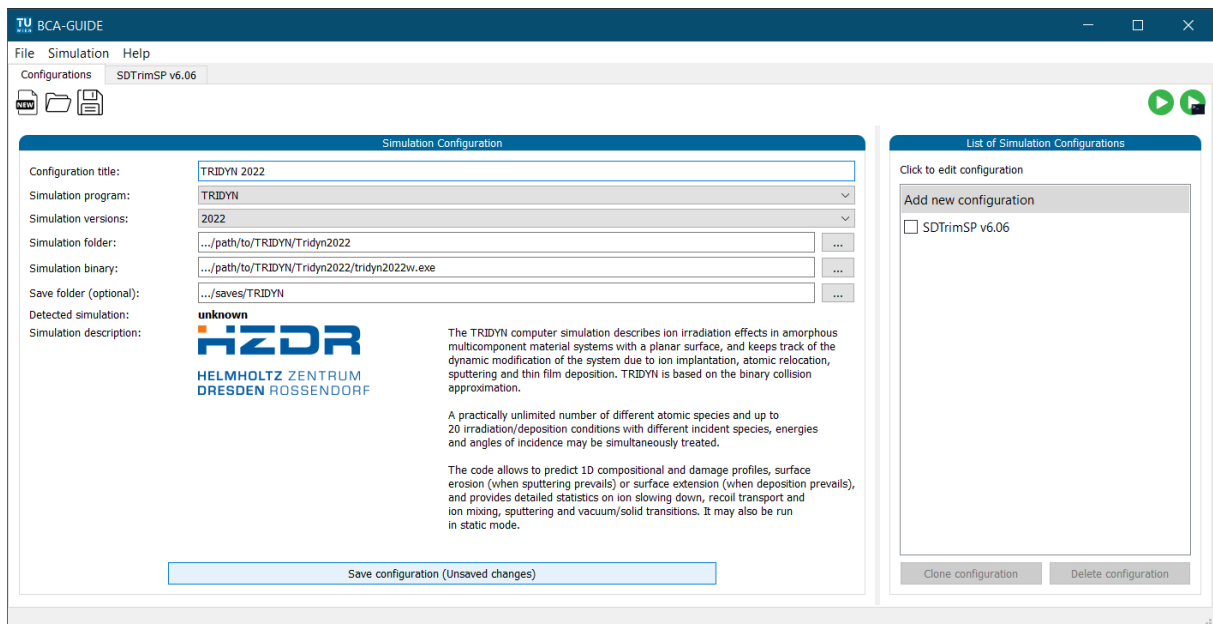 TU WIEN BCA-GUIDE
File Simulation Help
Configurations SDTrimSP v6.06
NEW
Simulation Configuration
Configuration title: TRIDYN 2022
Simulation program: TRIDYN
Simulation versions: 2022
Simulation folder: .../path/to/TRIDYN/Tridyn2022 ...
Simulation binary: .../path/to/TRIDYN/Tridyn2022/tridyn2022w.exe ...
Save folder (optional): .../saves/TRIDYN ...
Detected simulation: unknown
Simulation description:
HZDR
HELMHOLTZ ZENTRUM
DRESDEN ROSSENDORF
The TRIDYN computer simulation describes ion irradiation effects in amorphous
multicomponent material systems with a planar surface, and keeps track of the
dynamic modification of the system due to ion implantation, atomic relocation,
sputtering and thin film deposition. TRIDYN is based on the binary collision
approximation.
A practically unlimited number of different atomic species and up to
20 irradiation/deposition conditions with different incident species, energies
and angles of incidence may be simultaneously treated.
The code allows to predict 1D compositional and damage profiles, surface
erosion (when sputtering prevails) or surface extension (when deposition prevails),
and provides detailed statistics on ion slowing down, recoil transport and
ion mixing, sputtering and vacuum/solid transitions. It may also be run
in static mode.
Save configuration (Unsaved changes)
List of Simulation Configurations
Click to edit configuration
Add new configuration
SDTrimSP v6.06
Clone configuration Delete configuration